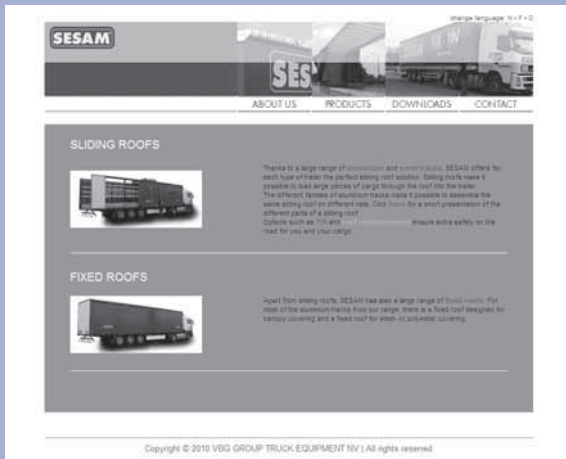 change language: N • F • D
SESAM
SES
ABOUT US PRODUCTS DOWNLOADS CONTACT
SLIDING ROOFS
Thanks to a large range of and tracks, SESAM offers for
each type of trailer the perfect sliding roof solution. Sliding roofs make it
possible to load large pieces of cargo through the roof into the trailer.
The different families of aluminium tracks make it possible to assemble the
same sliding roof on different rails. Click here for a short presentation of the
different parts of a sliding roof.
Options such as and ensure extra safety on the
road for you and your cargo.
FIXED ROOFS
Apart from sliding roofs, SESAM has also a large range of fixed roofs. For
most of the aluminium tracks from our range, there is a fixed roof designed for
canopy covering and a fixed roof for steel- or polyester covering.
Copyright © 2010 VBG GROUP TRUCK EQUIPMENT NV | All rights reserved